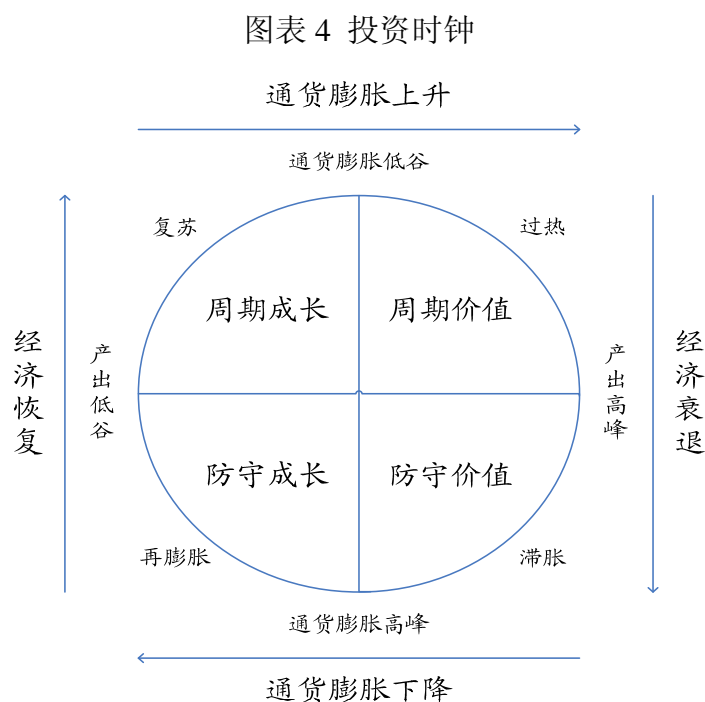 图表 4 投资时钟
通货膨胀上升
通货膨胀低谷
复苏
过热
周期成长
周期价值
经济恢复
产出低谷
产出高峰
经济衰退
防守成长
防守价值
再膨胀
滞胀
通货膨胀高峰
通货膨胀下降